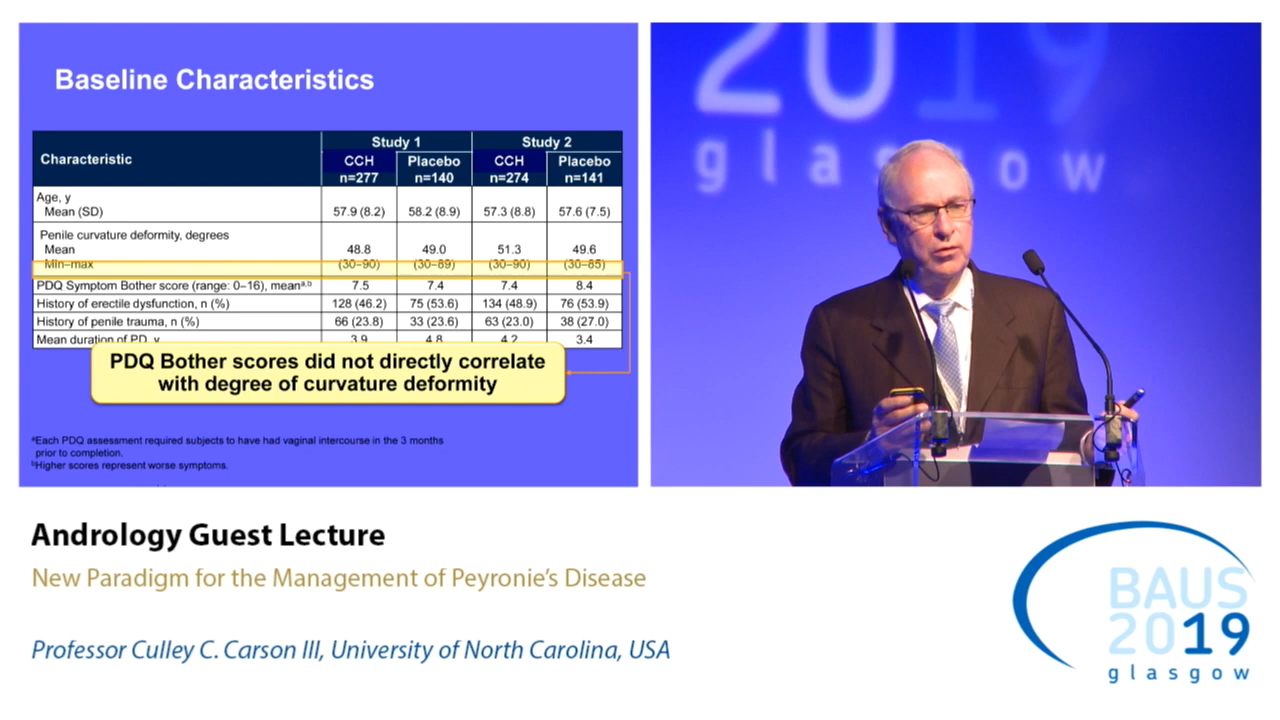 Baseline Characteristics
Characteristic
Study 1
Study 2
CCH
n=277
Placebo
n=140
CCH
n=274
Placebo
n=141
Age, y
Mean (SD) 57.9 (8.2) 58.2 (8.9) 57.3 (8.8) 57.6 (7.5)
Penile curvature deformity, degrees
Mean 48.8 49.0 51.3 49.6
Min–max (30–90) (30–89) (30–90) (30–85)
PDQ Symptom Bother score (range: 0–16), meanᵃ,ᵇ 7.5 7.4 7.4 8.4
History of erectile dysfunction, n (%) 128 (46.2) 75 (53.6) 134 (48.9) 76 (53.9)
History of penile trauma, n (%) 66 (23.8) 33 (23.6) 63 (23.0) 38 (27.0)
Mean duration of PD, y 3.9 4.8 4.2 3.4
PDQ Bother scores did not directly correlate
with degree of curvature deformity
ᵃEach PDQ assessment required subjects to have had vaginal intercourse in the 3 months
prior to completion.
ᵇHigher scores represent worse symptoms.
2019
glasgow
Andrology Guest Lecture
New Paradigm for the Management of Peyronie's Disease
Professor Culley C. Carson III, University of North Carolina, USA
BAUS
2019
glasgow